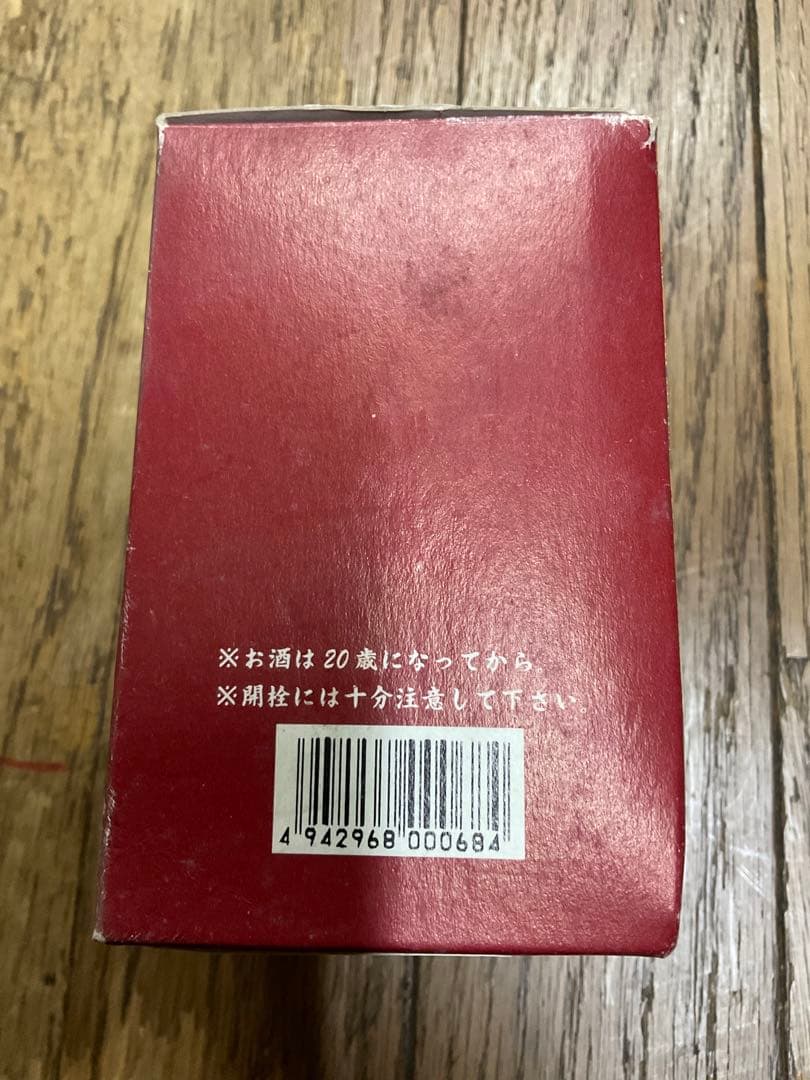 ※お酒は20歳になってから。
※開栓には十分注意して下さい。
4 942968 000684